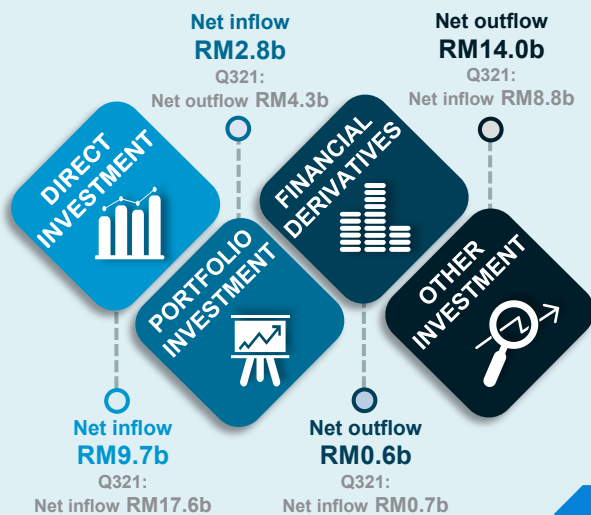 Net inflow
RM2.8b
Q321:
Net outflow RM4.3b
Net outflow
RM14.0b
Q321:
Net inflow RM8.8b
DIRECT
INVESTMENT
PORTFOLIO
INVESTMENT
FINANCIAL
DERIVATIVES
OTHER
INVESTMENT
Net inflow
RM9.7b
Q321:
Net inflow RM17.6b
Net outflow
RM0.6b
Q321:
Net inflow RM0.7b